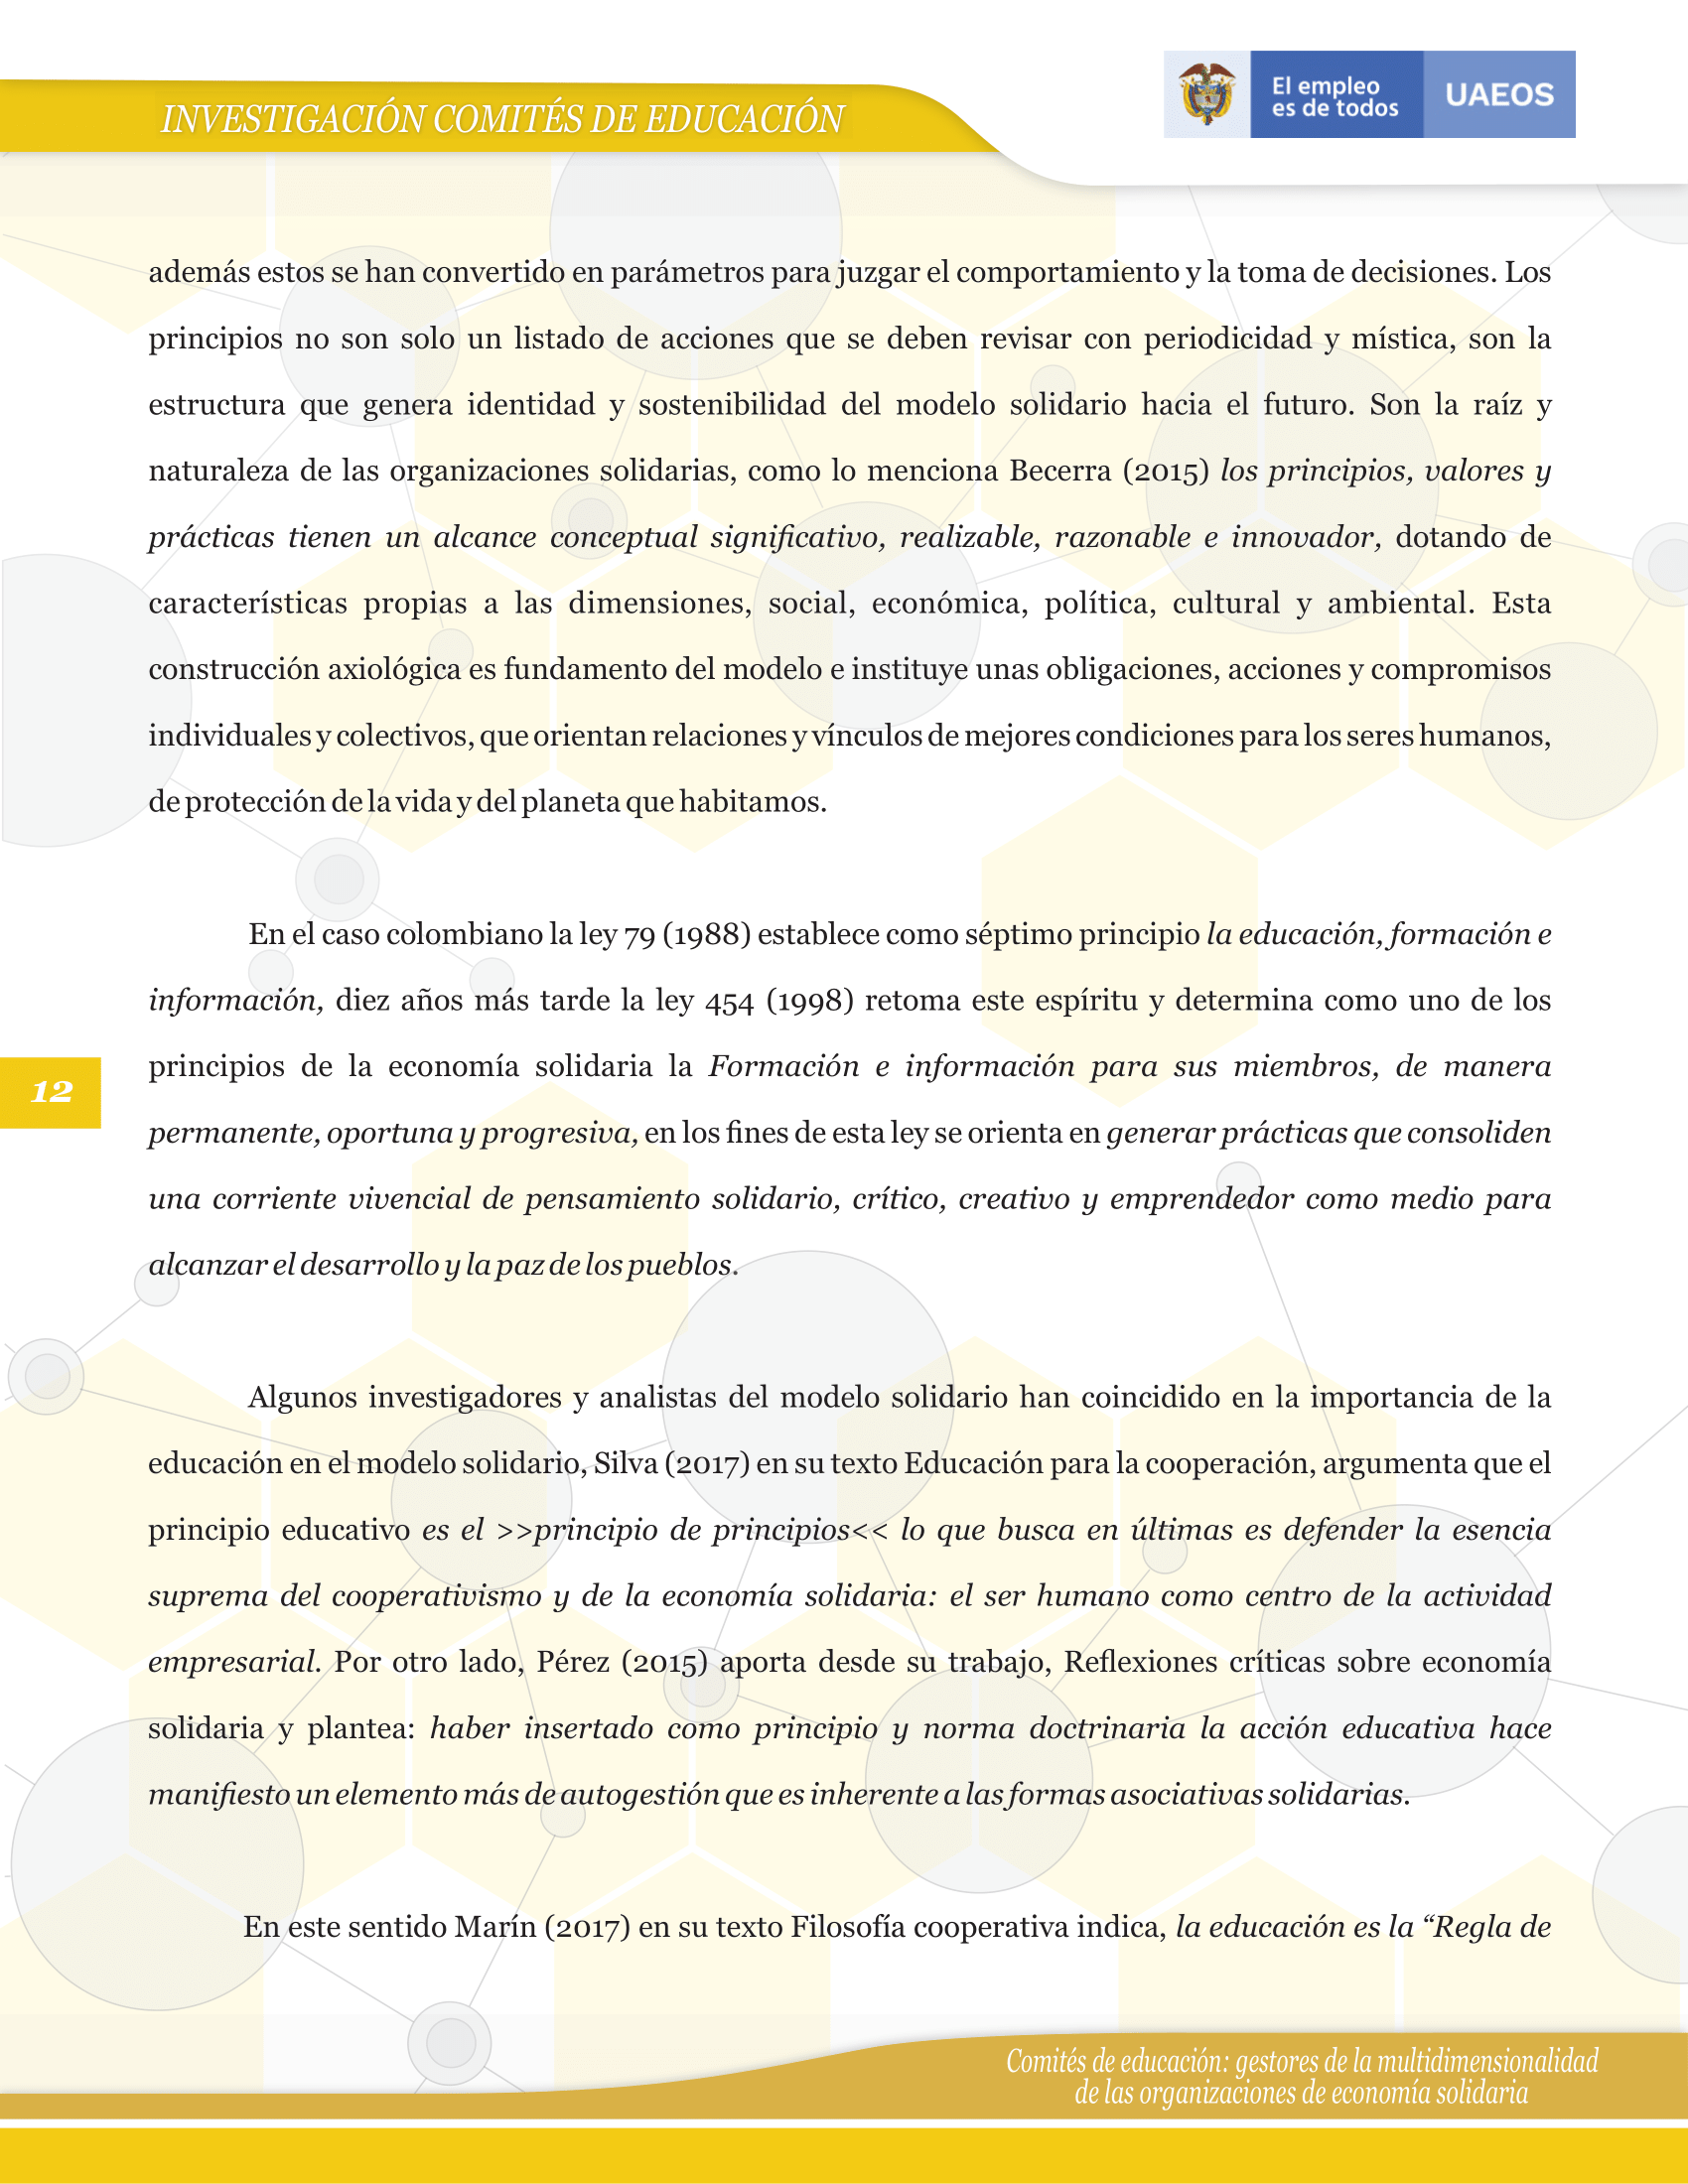 INVESTIGACIÓN COMITÉS DE EDUCACIÓN
El empleo
es de todos
UAEOS
además estos se han convertido en parámetros para juzgar el comportamiento y la toma de decisiones. Los
principios no son solo un listado de acciones que se deben revisar con periodicidad y mística, son la
estructura que genera identidad y sostenibilidad del modelo solidario hacia el futuro. Son la raíz y
naturaleza de las organizaciones solidarias, como lo menciona Becerra (2015) los principios, valores y
prácticas tienen un alcance conceptual significativo, realizable, razonable e innovador, dotando de
características propias a las dimensiones, social, económica, política, cultural y ambiental. Esta
construcción axiológica es fundamento del modelo e instituye unas obligaciones, acciones y compromisos
individuales y colectivos, que orientan relaciones y vínculos de mejores condiciones para los seres humanos,
de protección de la vida y del planeta que habitamos.
En el caso colombiano la ley 79 (1988) establece como séptimo principio la educación, formación e
información, diez años más tarde la ley 454 (1998) retoma este espíritu y determina como uno de los
principios de la economía solidaria la Formación e información para sus miembros, de manera
permanente, oportuna y progresiva, en los fines de esta ley se orienta en generar prácticas que consoliden
una corriente vivencial de pensamiento solidario, crítico, creativo y emprendedor como medio para
alcanzar el desarrollo y la paz de los pueblos.
12
Algunos investigadores y analistas del modelo solidario han coincidido en la importancia de la
educación en el modelo solidario, Silva (2017) en su texto Educación para la cooperación, argumenta que el
principio educativo es el >>principio de principios<< lo que busca en últimas es defender la esencia
suprema del cooperativismo y de la economía solidaria: el ser humano como centro de la actividad
empresarial. Por otro lado, Pérez (2015) aporta desde su trabajo, Reflexiones críticas sobre economía
solidaria y plantea: haber insertado como principio y norma doctrinaria la acción educativa hace
manifiesto un elemento más de autogestión que es inherente a las formas asociativas solidarias.
En este sentido Marín (2017) en su texto Filosofía cooperativa indica, la educación es la “Regla de
Comités de educación: gestores de la multidimensionalidad
de las organizaciones de economía solidaria